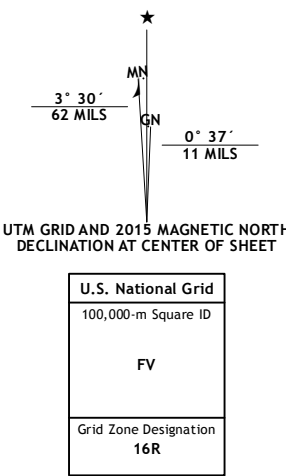 MN
3° 30´
62 MILS
GN
0° 37´
11 MILS
UTM GRID AND 2015 MAGNETIC NORTH
DECLINATION AT CENTER OF SHEET
U.S. National Grid
100,000-m Square ID
FV
Grid Zone Designation
16R